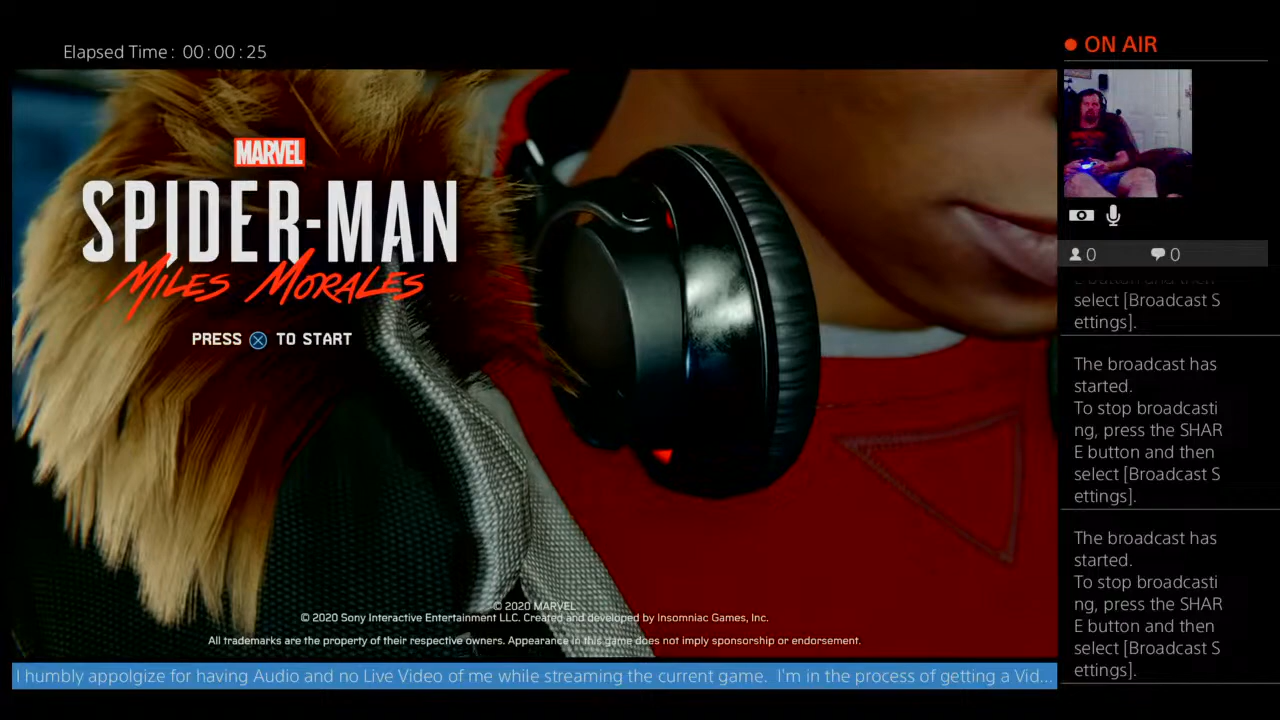 Elapsed Time: 00:00:25
ON AIR
MARVEL
SPIDER-MAN
MILES MORALES
PRESS TO START
© 2020 MARVEL
© 2020 Sony Interactive Entertainment LLC. Created and developed by Insomniac Games, Inc.
All trademarks are the property of their respective owners. Appearance in this game does not imply sponsorship or endorsement.
I humbly appolgize for having Audio and no Live Video of me while streaming the current game. I'm in the process of getting a Vid...
0 0
E button and then
select [Broadcast S
ettings].
The broadcast has
started.
To stop broadcasti
ng, press the SHAR
E button and then
select [Broadcast S
ettings].
The broadcast has
started.
To stop broadcasti
ng, press the SHAR
E button and then
select [Broadcast S
ettings].